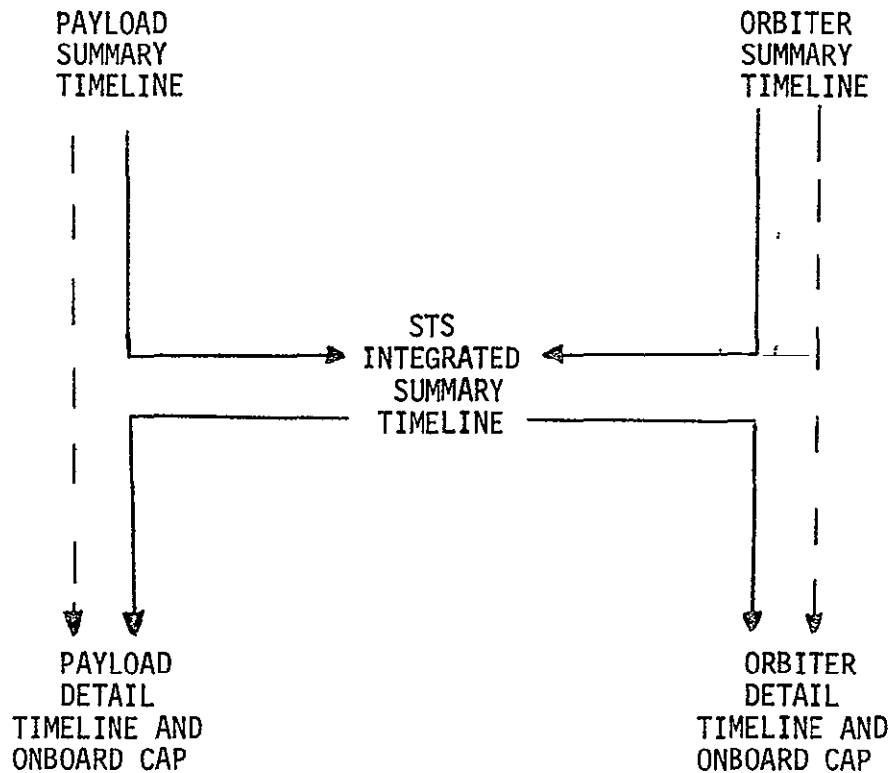 PAYLOAD
SUMMARY
TIMELINE
ORBITER
SUMMARY
TIMELINE
STS
INTEGRATED
SUMMARY
TIMELINE
PAYLOAD
DETAIL
TIMELINE AND
ONBOARD CAP
ORBITER
DETAIL
TIMELINE AND
ONBOARD CAP